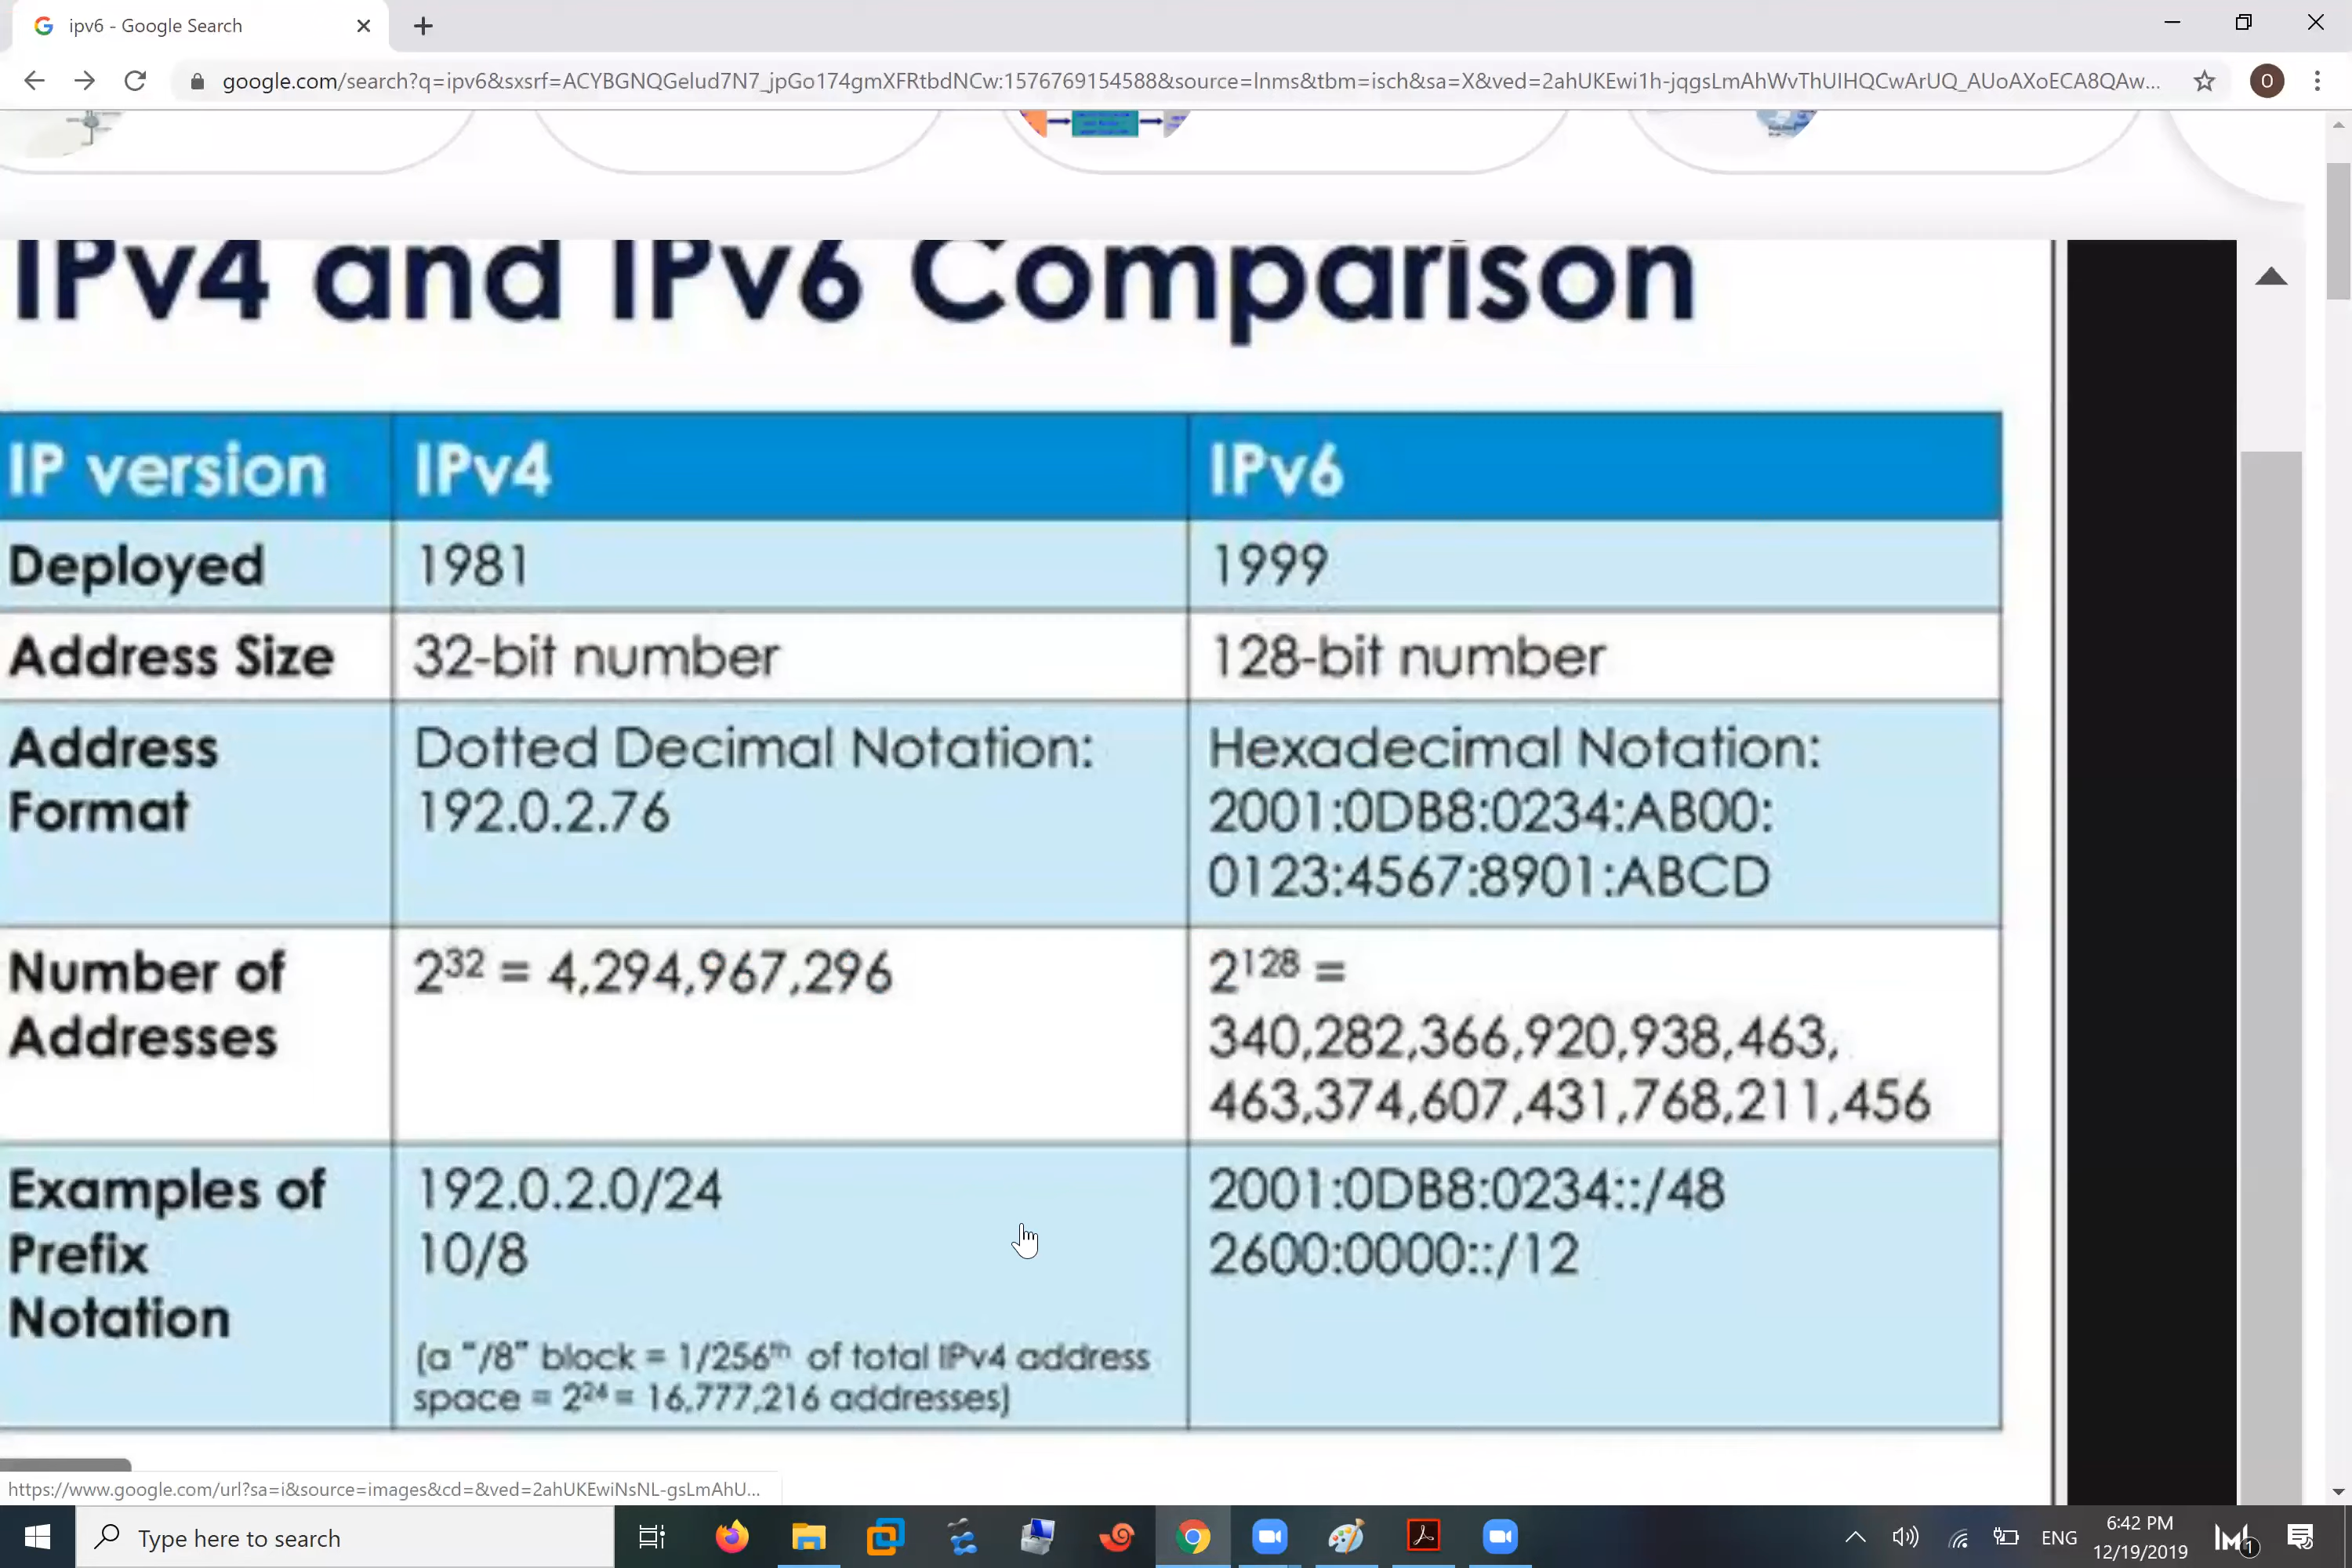 ipv6 - Google Search
google.com/search?q=ipv6&sxsrf=ACYBGNQGelud7N7_jpGo174gmXFRtbdNCw:1576769154588&source=lnms&tbm=isch&sa=X&ved=2ahUKEwi1h-jqgsLmAhWvThUIHQCwArUQ_AUoAXoECA8QAw...
O
IPv4 and IPv6 Comparison
IP version IPv4 IPv6
Deployed 1981 1999
Address Size 32-bit number 128-bit number
Address Dotted Decimal Notation: Hexadecimal Notation:
Format 192.0.2.76 2001:0DB8:0234:AB00:
0123:4567:8901:ABCD
Number of 2³² = 4,294,967,296 2¹²⁸ =
Addresses 340,282,366,920,938,463,
463,374,607,431,768,211,456
Examples of 192.0.2.0/24 2001:0DB8:0234::/48
Prefix 10/8 2600:0000::/12
Notation
(a "/8" block = 1/256ᵗʰ of total IPv4 address
space = 2²⁴ = 16,777,216 addresses)
https://www.google.com/url?sa=i&source=images&cd=&ved=2ahUKEwiNsNL-gsLmAhU...
Type here to search
ENG
6:42 PM
12/19/2019
1